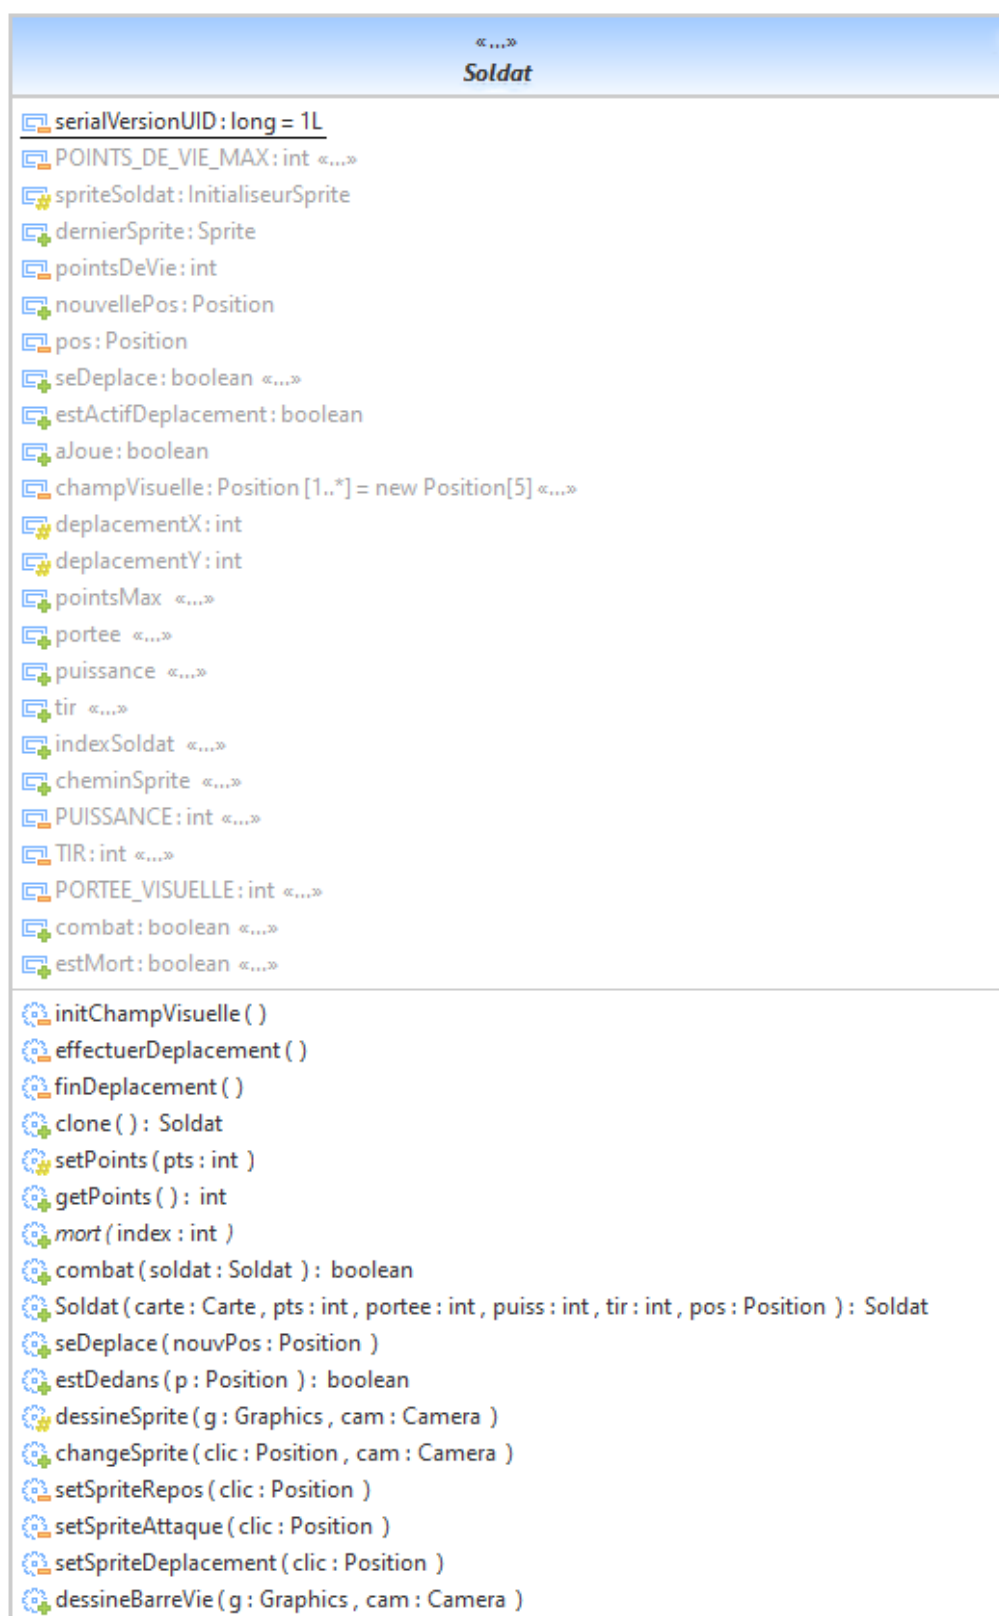 «...»
Soldat
serialVersionUID : long = 1L
POINTS_DE_VIE_MAX : int «...»
spriteSoldat : InitialiseurSprite
dernierSprite : Sprite
pointsDeVie : int
nouvellePos : Position
pos : Position
seDeplace : boolean «...»
estActifDeplacement : boolean
aJoue : boolean
champVisuelle : Position [1..*] = new Position[5] «...»
deplacementX : int
deplacementY : int
pointsMax «...»
portee «...»
puissance «...»
tir «...»
indexSoldat «...»
cheminSprite «...»
PUISSANCE : int «...»
TIR : int «...»
PORTEE_VISUELLE : int «...»
combat : boolean «...»
estMort : boolean «...»
initChampVisuelle ( )
effectuerDeplacement ( )
finDeplacement ( )
clone ( ) : Soldat
setPoints ( pts : int )
getPoints ( ) : int
mort ( index : int )
combat ( soldat : Soldat ) : boolean
Soldat ( carte : Carte , pts : int , portee : int , puiss : int , tir : int , pos : Position ) : Soldat
seDeplace ( nouvPos : Position )
estDedans ( p : Position ) : boolean
dessineSprite ( g : Graphics , cam : Camera )
changeSprite ( clic : Position , cam : Camera )
setSpriteRepos ( clic : Position )
setSpriteAttaque ( clic : Position )
setSpriteDeplacement ( clic : Position )
dessineBarreVie ( g : Graphics , cam : Camera )